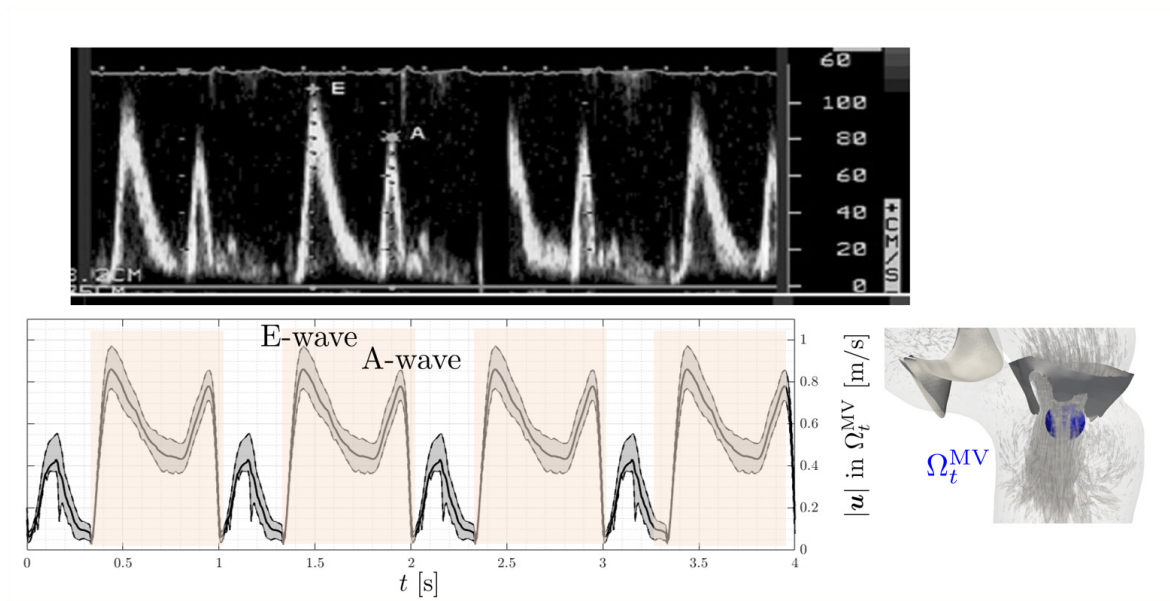 60
E
100
A
80
60
40
20
0
+CM/S
8.2CM
E-wave
A-wave
1
0.8
0.6
0.4
0.2
0
|u| in Ω_t^MV [m/s]
0 0.5 1 1.5 2 2.5 3 3.5 4
t [s]
Ω_t^MV